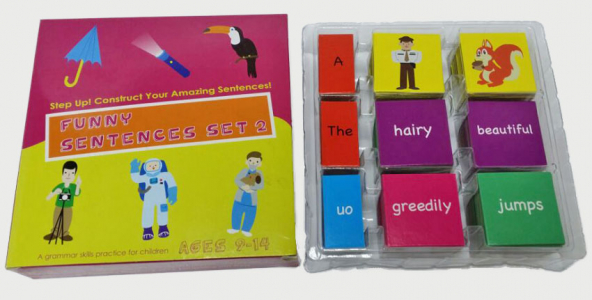 Step Up! Construct Your Amazing Sentences!
FUNNY
SENTENCES SET 2
A grammar skills practice for children
AGES 9-14
A
The
hairy
beautiful
on
greedily
jumps